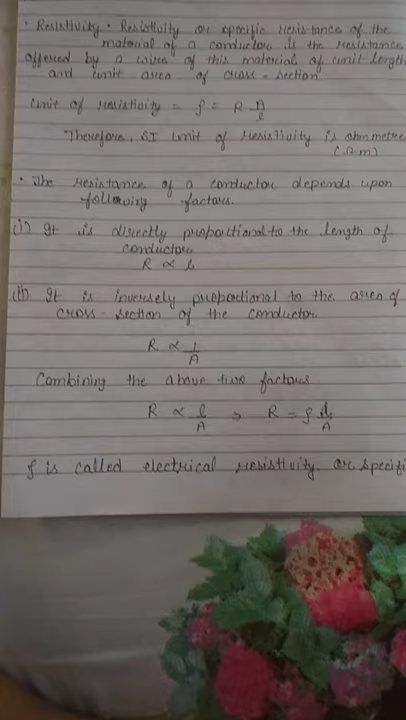 • Resistivity • Resistivity or specific resistance of the
material of a conductor is the resistance
offered by a wire of this material of unit length
and unit area of cross-section
Unit of resistivity = ρ = R A/l
Therefore, SI unit of resistivity is ohm metre
(Ω m)
• The resistance of a conductor depends upon
following factors.
(i) It is directly proportional to the length of
conductor.
R ∝ l
(ii) It is inversely proportional to the area of
cross-section of the conductor.
R ∝ 1/A
Combining the above two factors
R ∝ l/A ⇒ R = ρ l/A
ρ is called electrical resistivity or specifi